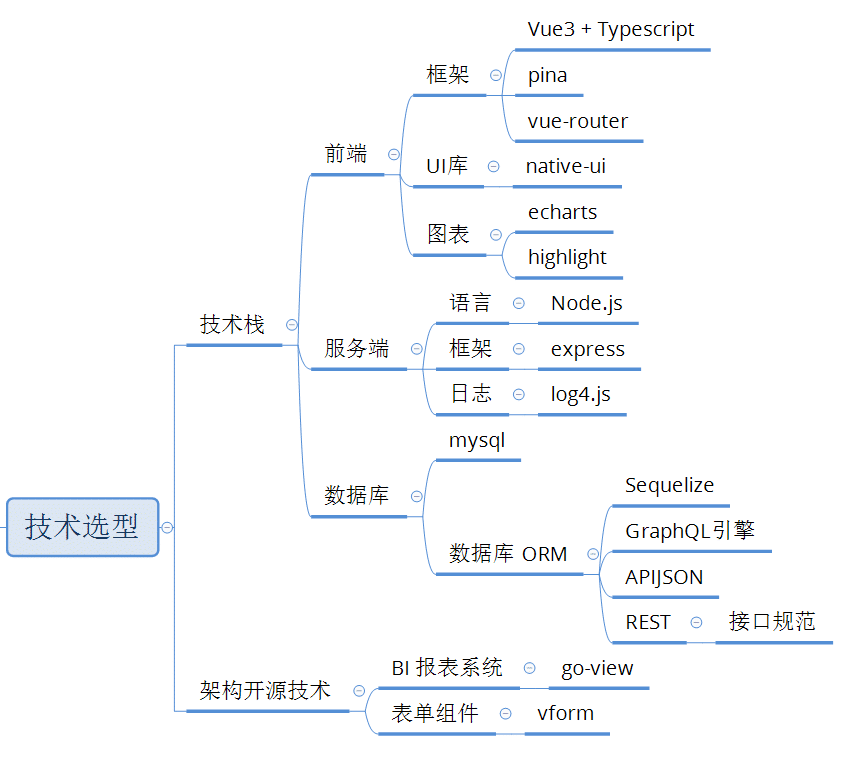 技术选型
技术栈
前端
框架
Vue3 + Typescript
pina
vue-router
UI库
native-ui
图表
echarts
highlight
服务端
语言
Node.js
框架
express
日志
log4.js
数据库
mysql
数据库 ORM
Sequelize
GraphQL引擎
APIJSON
REST
接口规范
架构开源技术
BI 报表系统
go-view
表单组件
vform